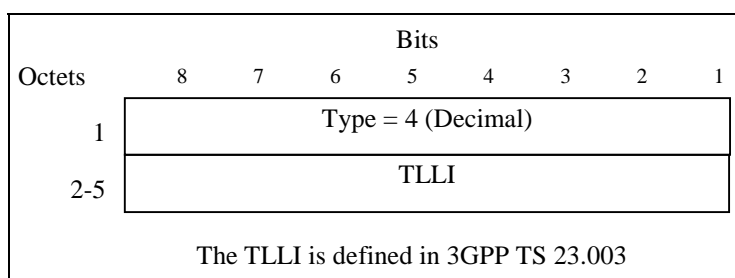 Bits
Octets 8 7 6 5 4 3 2 1
1 Type = 4 (Decimal)
2-5 TLLI
The TLLI is defined in 3GPP TS 23.003